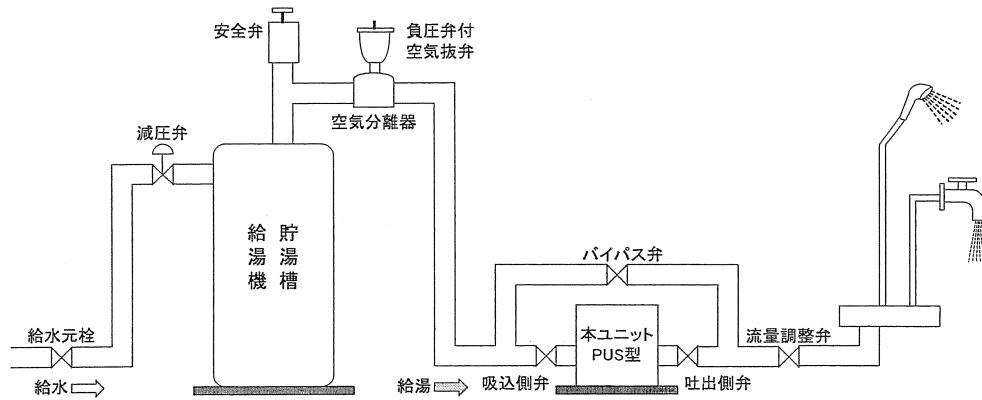 安全弁
負圧弁付
空気抜弁
空気分離器
減圧弁
貯湯槽
給湯機
バイパス弁
給水元栓
本ユニット
PUS型
流量調整弁
給水
給湯
吸込側弁
吐出側弁